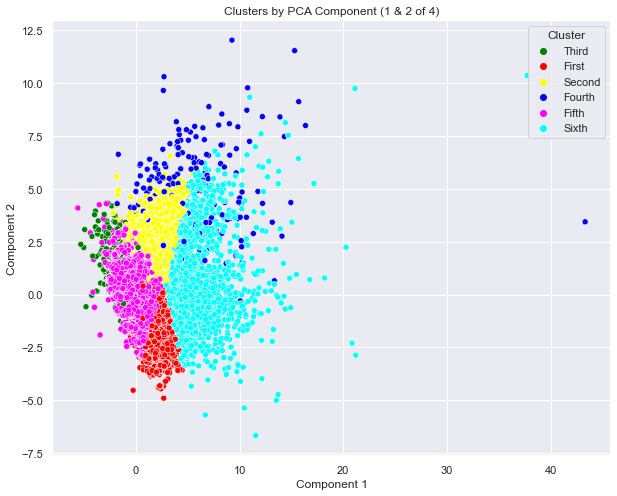 Clusters by PCA Component (1 & 2 of 4)
Cluster
Third
First
Second
Fourth
Fifth
Sixth
12.5
10.0
7.5
5.0
2.5
0.0
−2.5
−5.0
−7.5
Component 2
0 10 20 30 40
Component 1